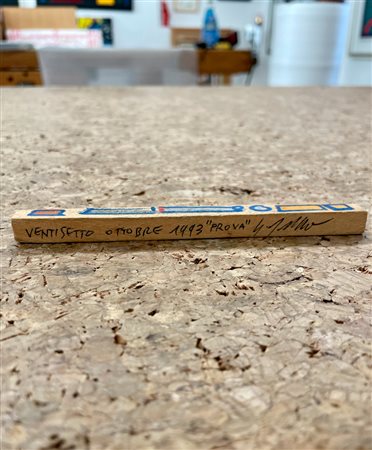 VENTISETTO OTTOBRE 1993 "PROVA"